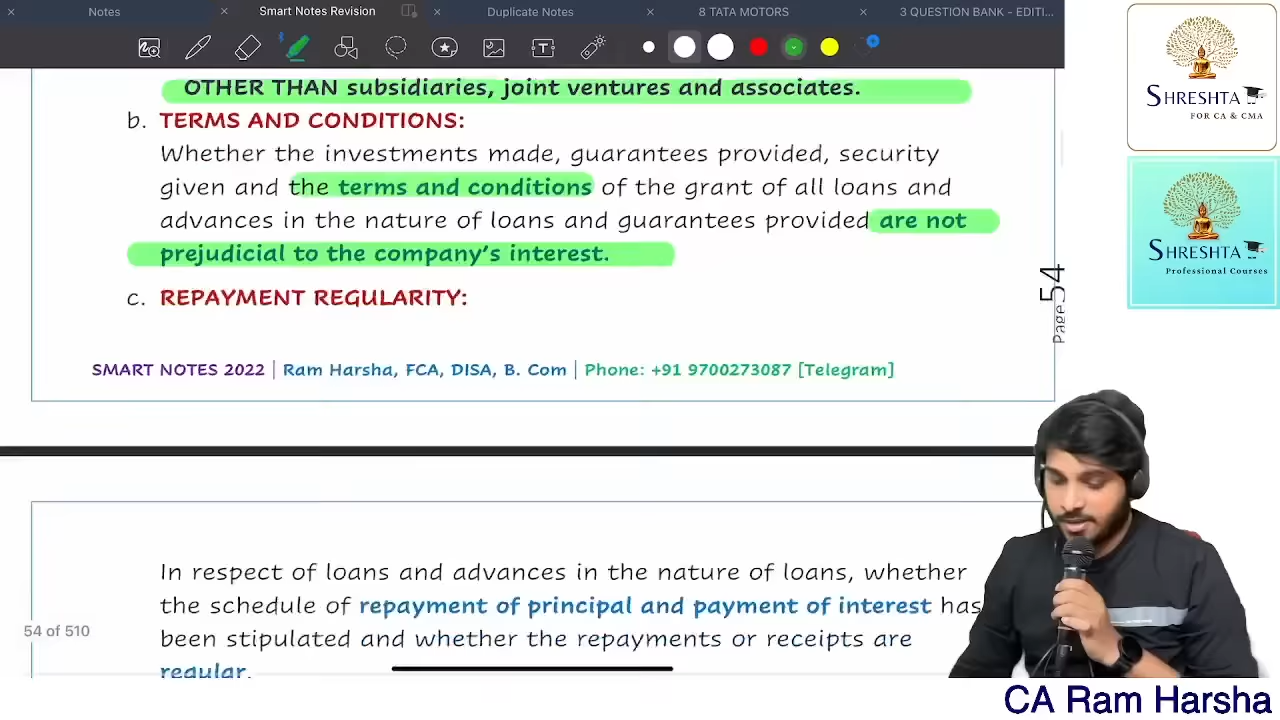 Notes
Smart Notes Revision
Duplicate Notes
8 TATA MOTORS
3 QUESTION BANK - EDITI...
OTHER THAN subsidiaries, joint ventures and associates.
b. TERMS AND CONDITIONS:
Whether the investments made, guarantees provided, security
given and the terms and conditions of the grant of all loans and
advances in the nature of loans and guarantees provided are not
prejudicial to the company's interest.
c. REPAYMENT REGULARITY:
Page 54
SMART NOTES 2022 | Ram Harsha, FCA, DISA, B. Com | Phone: +91 9700273087 [Telegram]
In respect of loans and advances in the nature of loans, whether
the schedule of repayment of principal and payment of interest has
been stipulated and whether the repayments or receipts are
regular.
54 of 510
SHRESHTA
FOR CA & CMA
SHRESHTA
Professional Courses
CA Ram Harsha